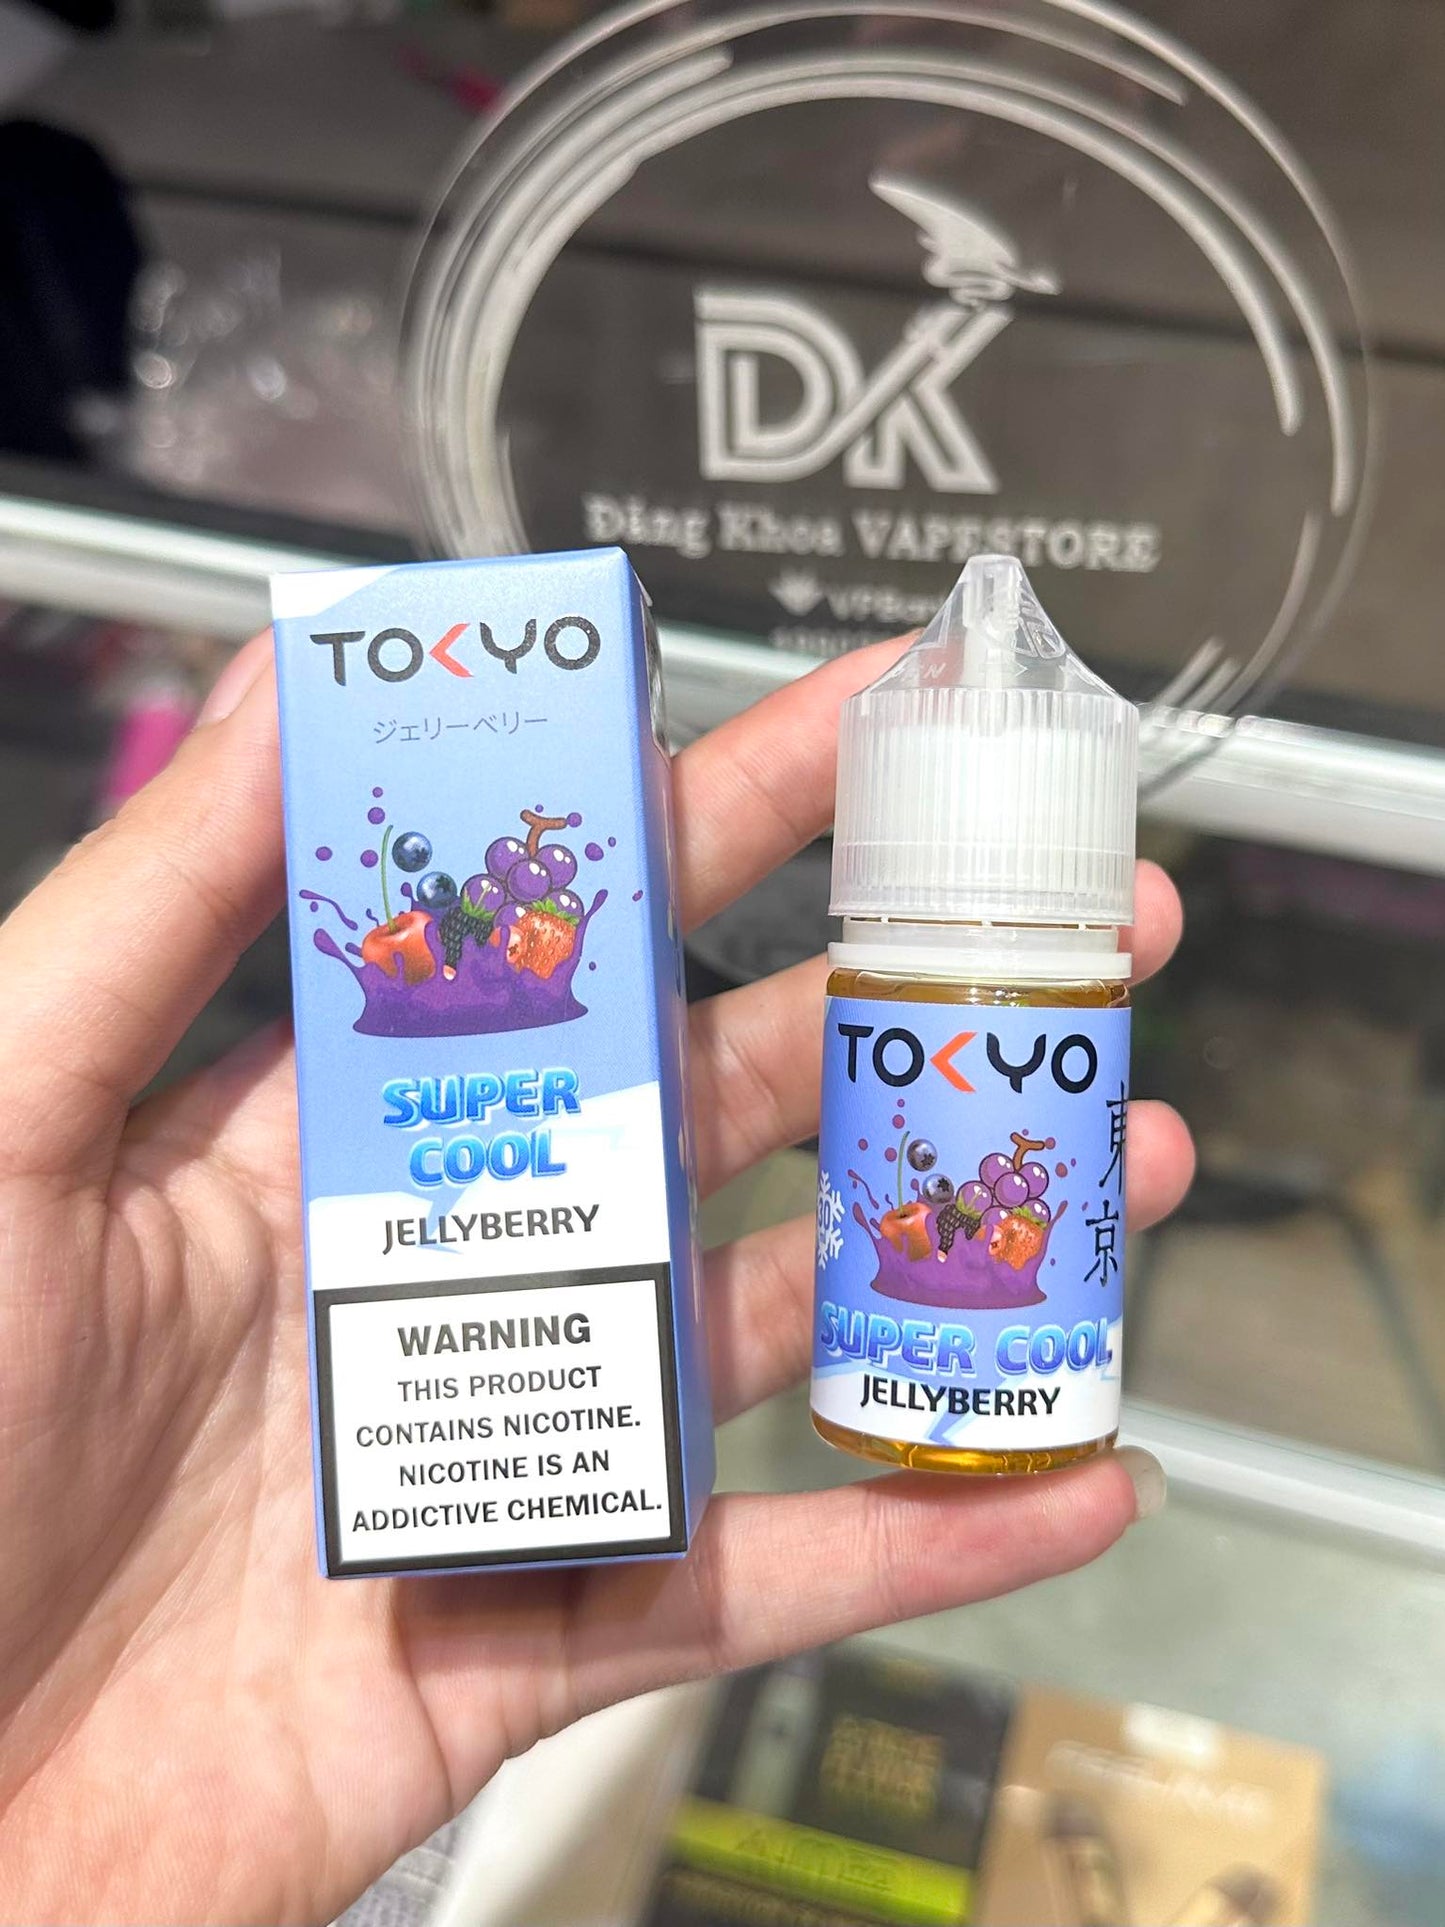 DK
Đăng Khoa VAPESTORE
TOKYO
ジェリーベリー
SUPER
COOL
JELLYBERRY
WARNING
THIS PRODUCT
CONTAINS NICOTINE.
NICOTINE IS AN
ADDICTIVE CHEMICAL.
TOKYO
東京
30
SUPER COOL
JELLYBERRY